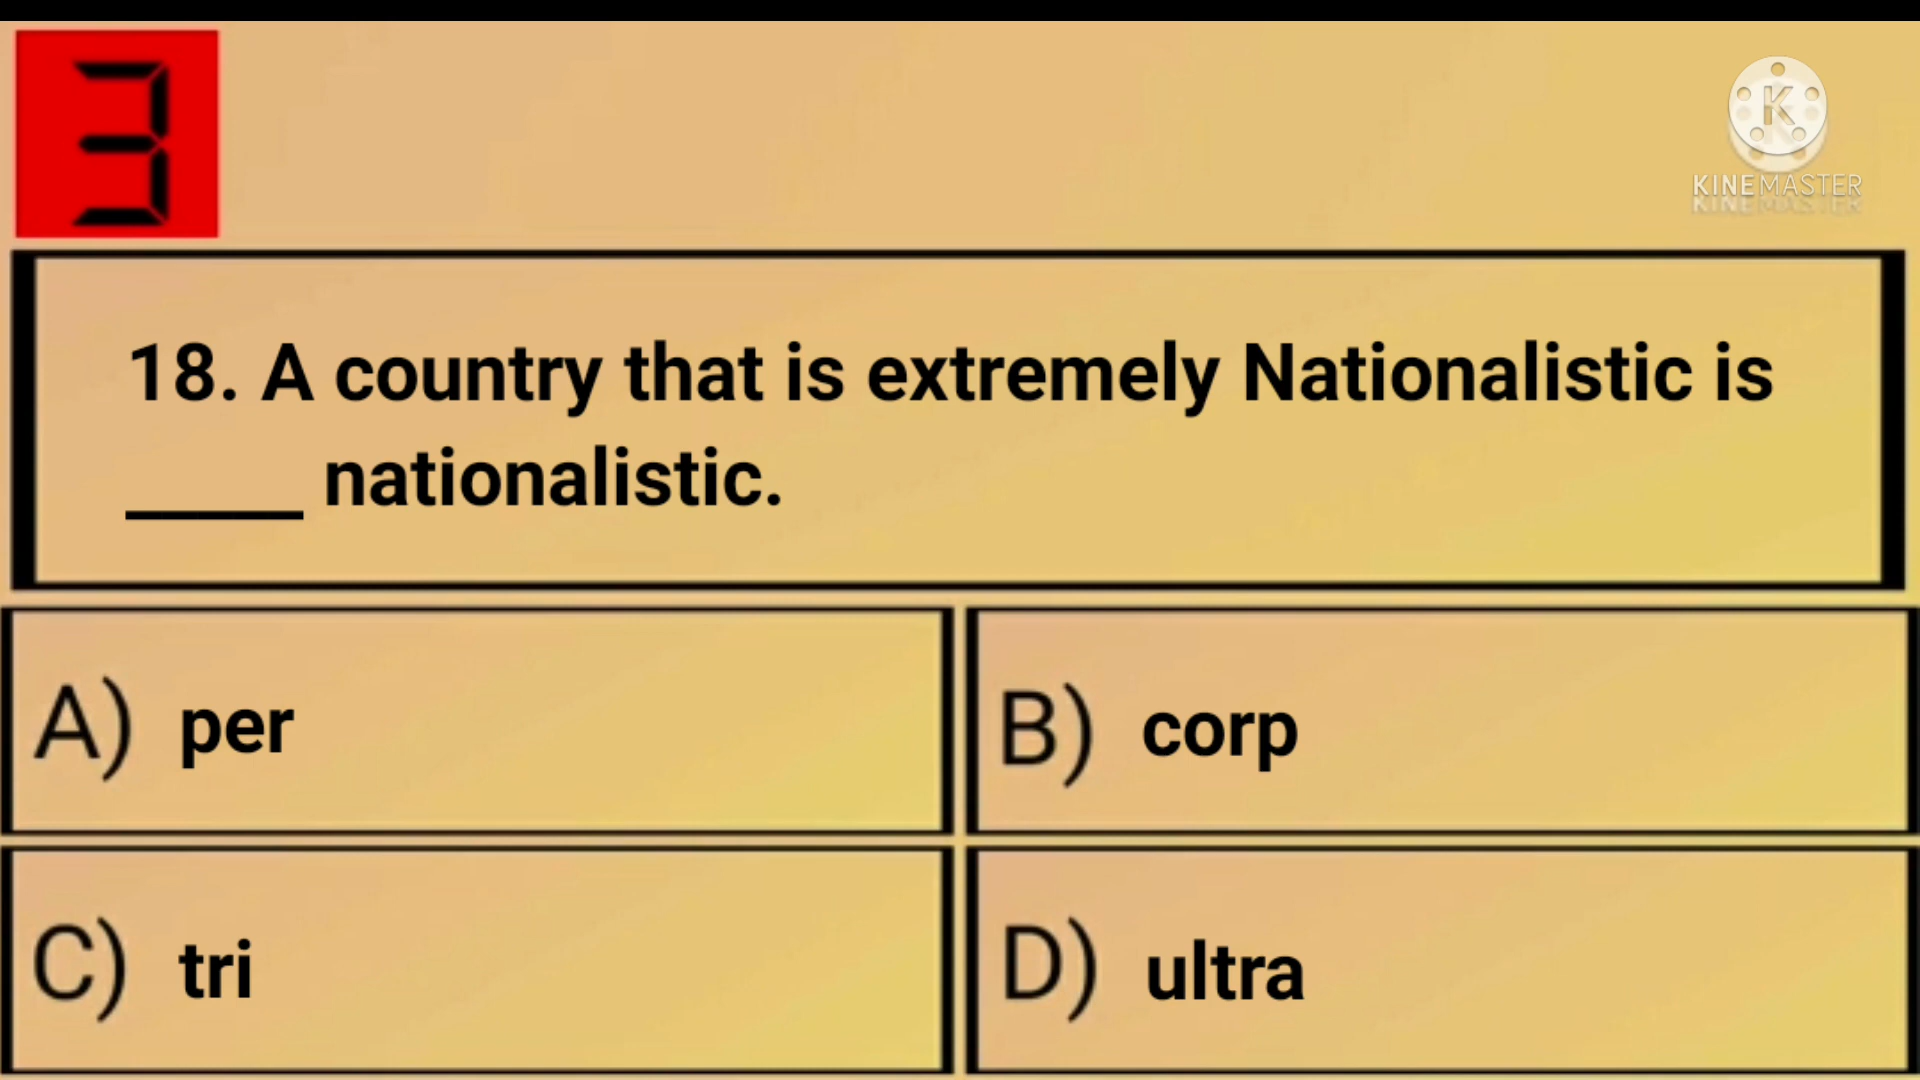 3
KINEMASTER
18. A country that is extremely Nationalistic is
_____ nationalistic.
A) per
B) corp
C) tri
D) ultra